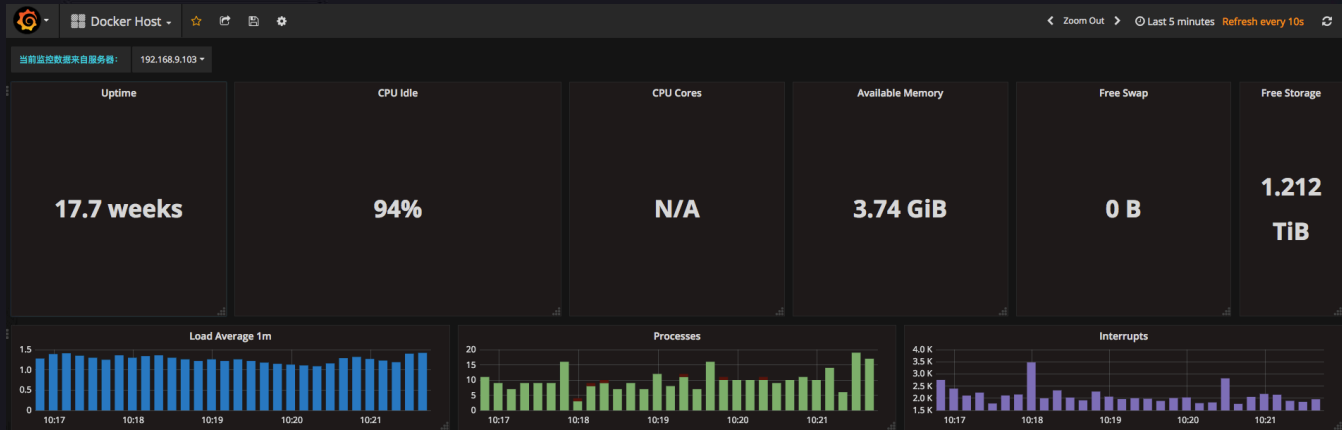 Docker Host
Zoom Out
Last 5 minutes Refresh every 10s
当前监控数据来自服务器：
192.168.9.103
Uptime
CPU Idle
CPU Cores
Available Memory
Free Swap
Free Storage
17.7 weeks
94%
N/A
3.74 GiB
0 B
1.212
TiB
Load Average 1m
1.5
1.0
0.5
0
10:17 10:18 10:19 10:20 10:21
Processes
20
15
10
5
0
10:17 10:18 10:19 10:20 10:21
Interrupts
4.0 K
3.5 K
3.0 K
2.5 K
2.0 K
1.5 K
10:17 10:18 10:19 10:20 10:21